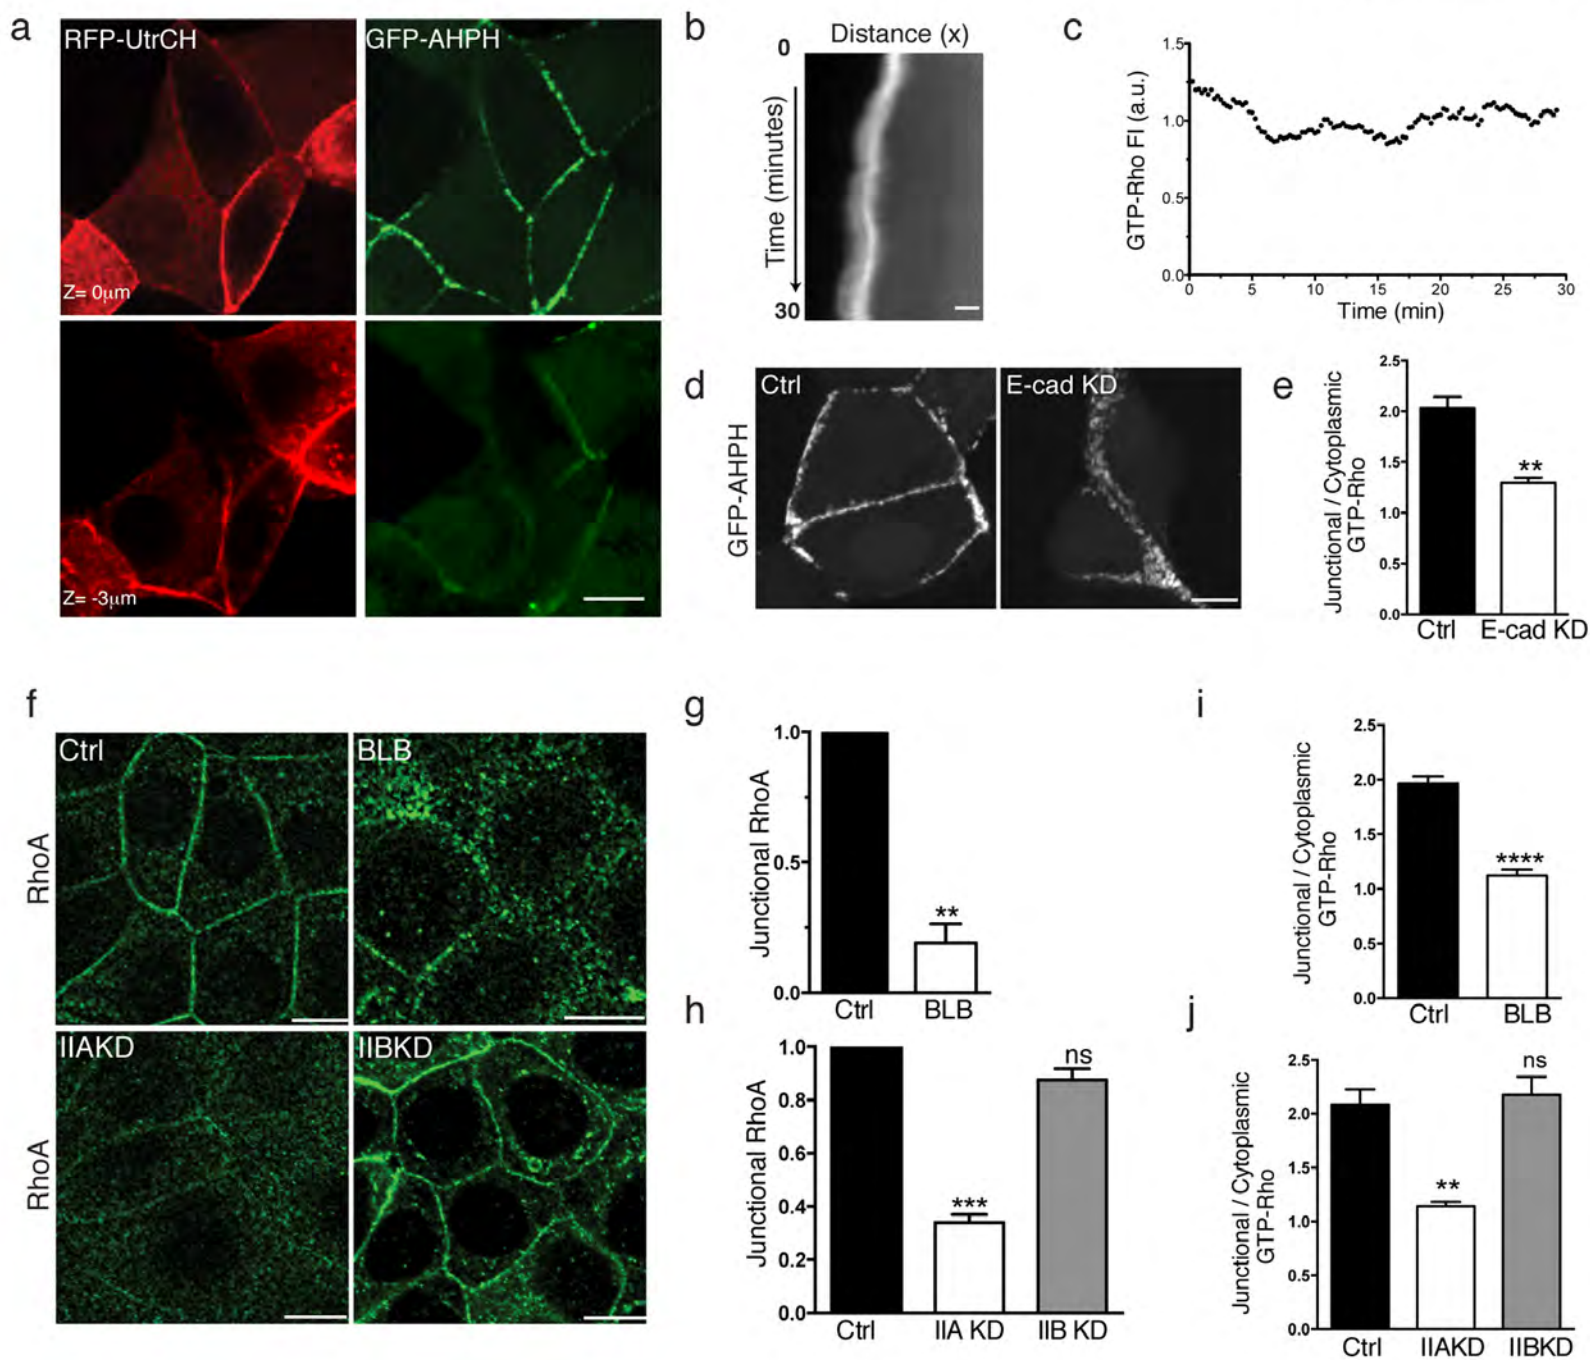 a
RFP-UtrCH
GFP-AHPH
Z= 0μm
Z= -3μm
b
Distance (x)
0
Time (minutes)
30
c
GTP-Rho FI (a.u.)
1.5
1.0
0.5
0.0
0 5 10 15 20 25 30
Time (min)
d
GFP-AHPH
Ctrl
E-cad KD
e
Junctional / Cytoplasmic
GTP-Rho
2.5
2.0
1.5
1.0
0.5
0.0
**
Ctrl E-cad KD
f
RhoA
Ctrl
BLB
RhoA
IIAKD
IIBKD
g
Junctional RhoA
1.0
0.5
0.0
**
Ctrl BLB
h
Junctional RhoA
1.0
0.8
0.6
0.4
0.2
0.0
***
ns
Ctrl IIA KD IIB KD
i
Junctional / Cytoplasmic
GTP-Rho
2.5
2.0
1.5
1.0
0.5
0.0
****
Ctrl BLB
j
Junctional / Cytoplasmic
GTP-Rho
2.5
2.0
1.5
1.0
0.5
0.0
**
ns
Ctrl IIAKD IIBKD